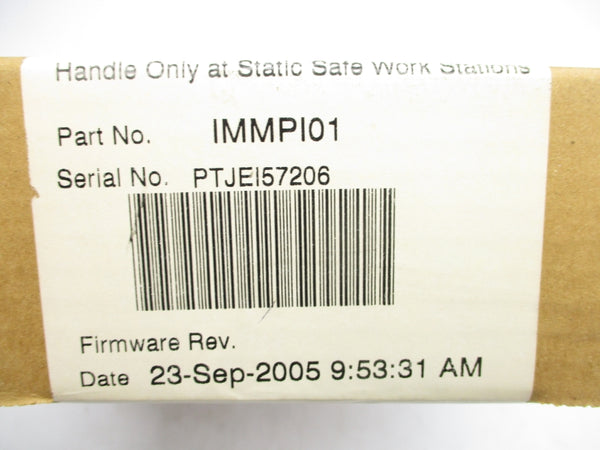 Handle Only at Static Safe Work Stations
Part No. IMMPI01
Serial No. PTJEI57206
Firmware Rev.
Date 23-Sep-2005 9:53:31 AM